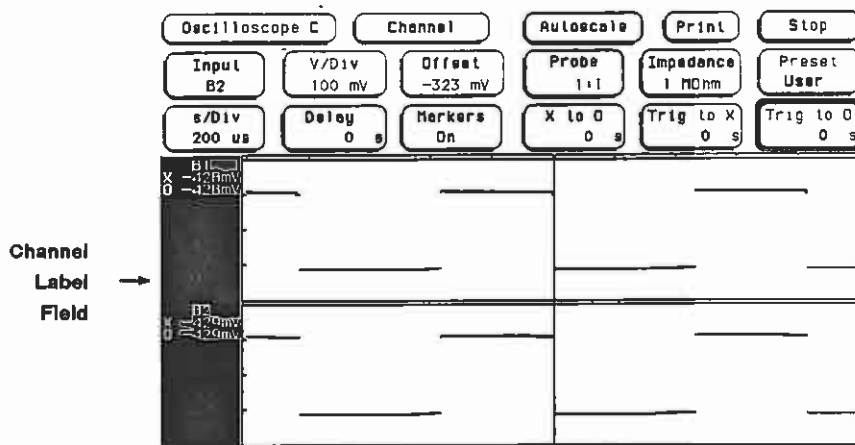 Oscilloscope C Channel Autoscale Print Stop
Input V/Div Offset Probe Impedance Preset
B2 100 mV -323 mV 1:1 1 MOhm User
s/Div Delay Markers X to O Trig to X Trig to O
200 us 0 s On 0 s 0 s 0 s
B1
X -428mV
O -428mV
Channel
Label
Field
B2
X -429mV
O -429mV